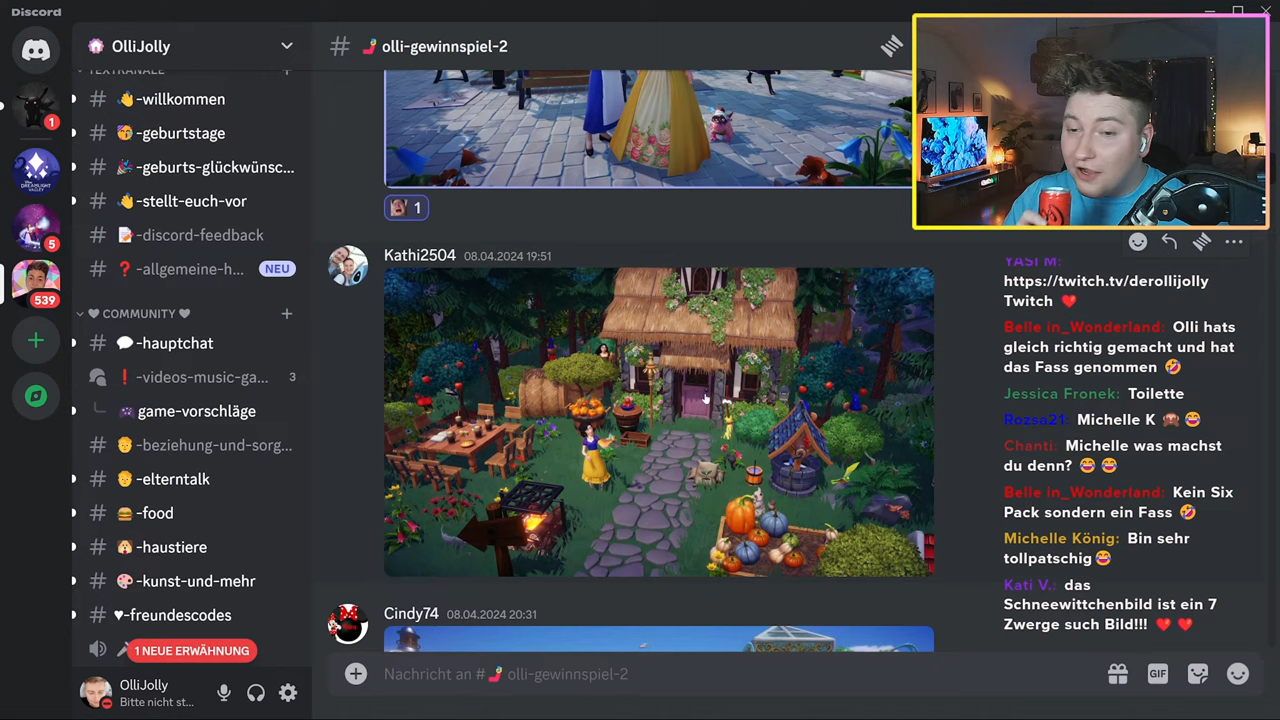 Discord
OlliJolly
# olli-gewinnspiel-2
TEXTKANÄLE
-willkommen
-geburtstage
-geburts-glückwünsc...
-stellt-euch-vor
-discord-feedback
-allgemeine-h...
NEU
COMMUNITY
-hauptchat
-videos-music-ga...
3
game-vorschläge
-beziehung-und-sorg...
-elterntalk
-food
-haustiere
-kunst-und-mehr
-freundescodes
1 NEUE ERWÄHNUNG
OlliJolly
Bitte nicht st...
1
5
539
DREAMLIGHT
VALLEY
1
Kathi2504 08.04.2024 19:51
Cindy74 08.04.2024 20:31
Nachricht an # olli-gewinnspiel-2
GIF
YASI M:
https://twitch.tv/derollijolly
Twitch ❤️
Belle in_Wonderland: Olli hats
gleich richtig gemacht und hat
das Fass genommen 🤣
Jessica Fronek: Toilette
Rozsa21: Michelle K 🙈 😂
Chanti: Michelle was machst
du denn? 😂 😂
Belle in_Wonderland: Kein Six
Pack sondern ein Fass 🤣
Michelle König: Bin sehr
tollpatschig😂
Kati V.: das
Schneewittchenbild ist ein 7
Zwerge such Bild!!! ❤️ ❤️